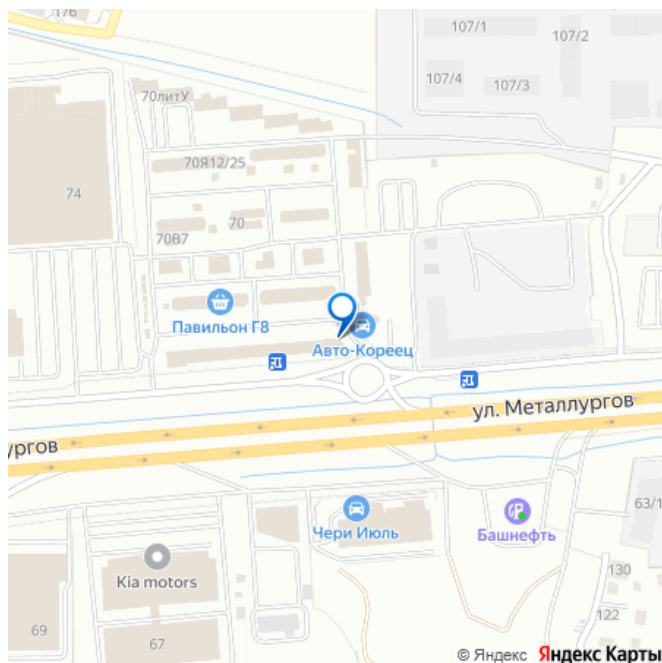 176
107/1
107/2
107/4
107/3
70литУ
70Я12/25
74
70
70В7
Павильон Г8
Авто-Кореец
ул. Металлургов
ургов
Чери Июль
Башнефть
63/1
Kia motors
130
122
69
67
© Яндекс Яндекс Карты